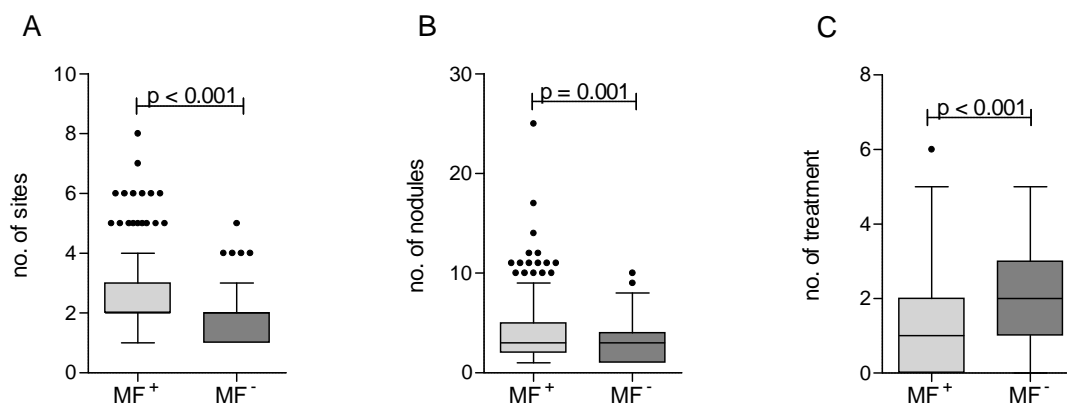 A
no. of sites
10
8
6
4
2
0
p < 0.001
MF+
MF-
B
no. of nodules
30
20
10
0
p = 0.001
MF+
MF-
C
no. of treatment
8
6
4
2
0
p < 0.001
MF+
MF-